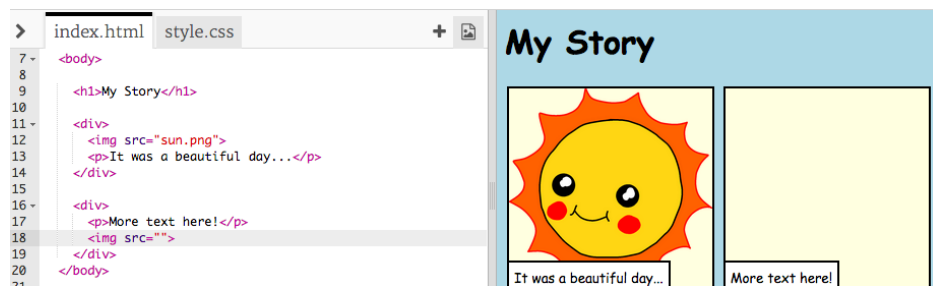 index.html style.css
My Story
7 <body>
8
9 <h1>My Story</h1>
10
11 <div>
12 <img src="sun.png">
13 <p>It was a beautiful day...</p>
14 </div>
15
16 <div>
17 <p>More text here!</p>
18 <img src="">
19 </div>
20 </body>
21
It was a beautiful day...
More text here!